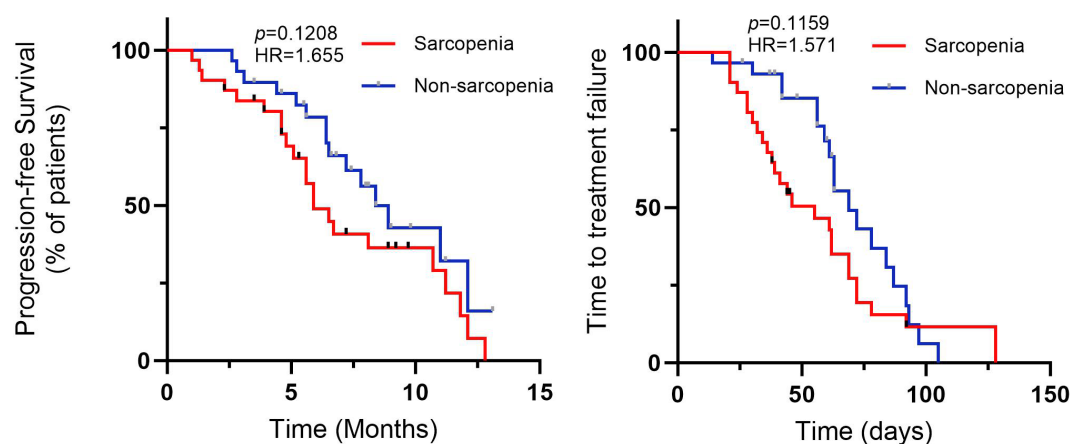 Progression-free Survival
(% of patients)
100
50
0
0
5
10
15
Time (Months)
p=0.1208
HR=1.655
Sarcopenia
Non-sarcopenia
Time to treatment failure
100
50
0
0
50
100
150
Time (days)
p=0.1159
HR=1.571
Sarcopenia
Non-sarcopenia